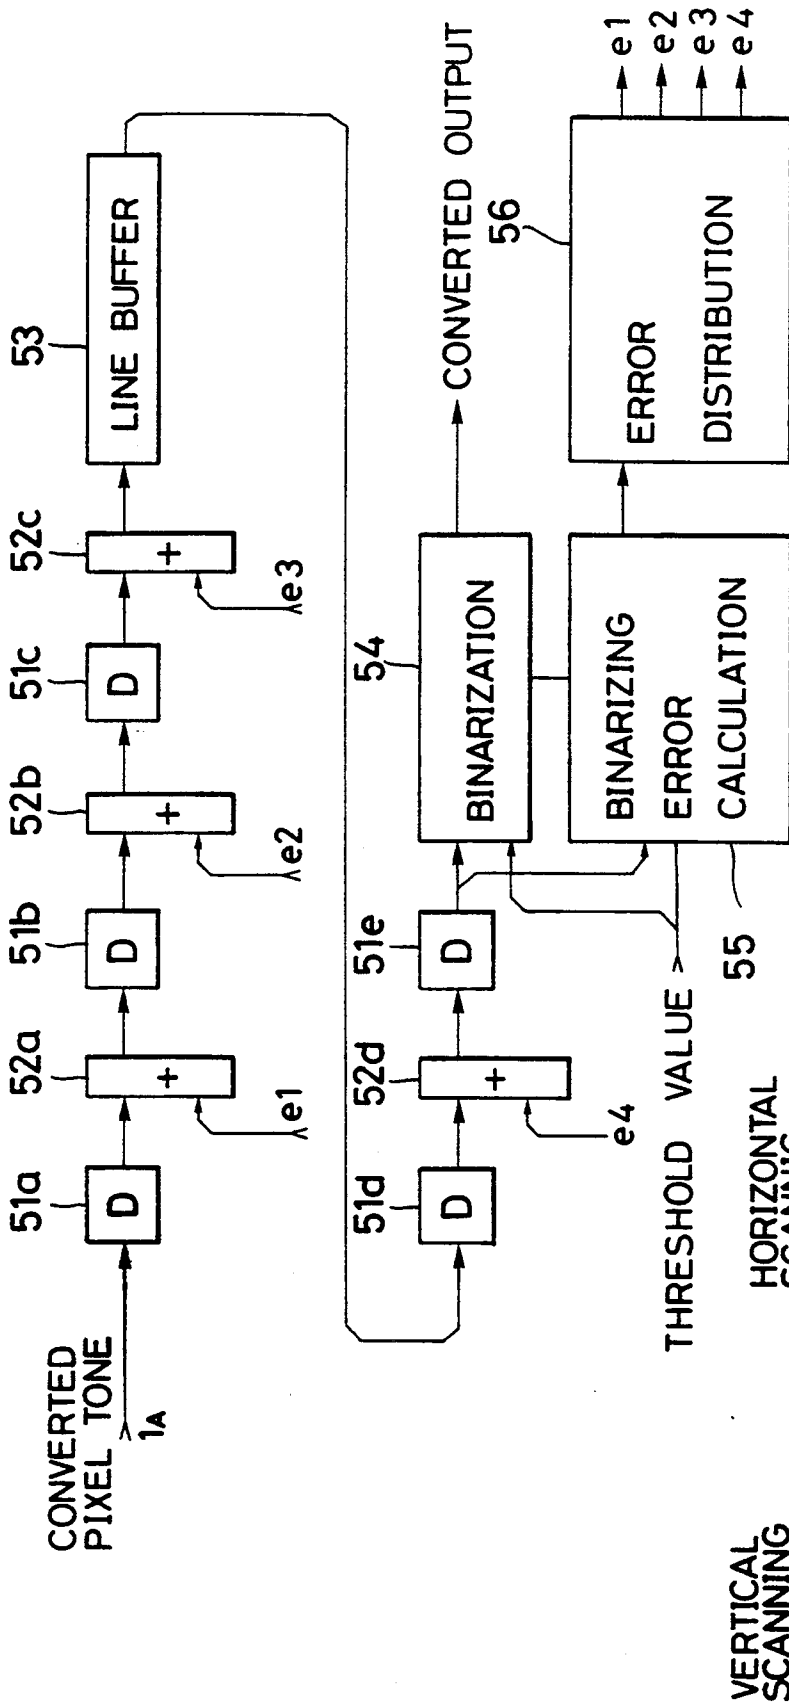 CONVERTED
PIXEL TONE
1A
51a
D
52a
+
e1
51b
D
52b
+
e2
51c
D
52c
+
e3
53
LINE BUFFER
51d
D
52d
+
e4
51e
D
54
BINARIZATION
CONVERTED OUTPUT
THRESHOLD VALUE
55
BINARIZING
ERROR
CALCULATION
56
ERROR
DISTRIBUTION
e1
e2
e3
e4
VERTICAL
SCANNING
HORIZONTAL